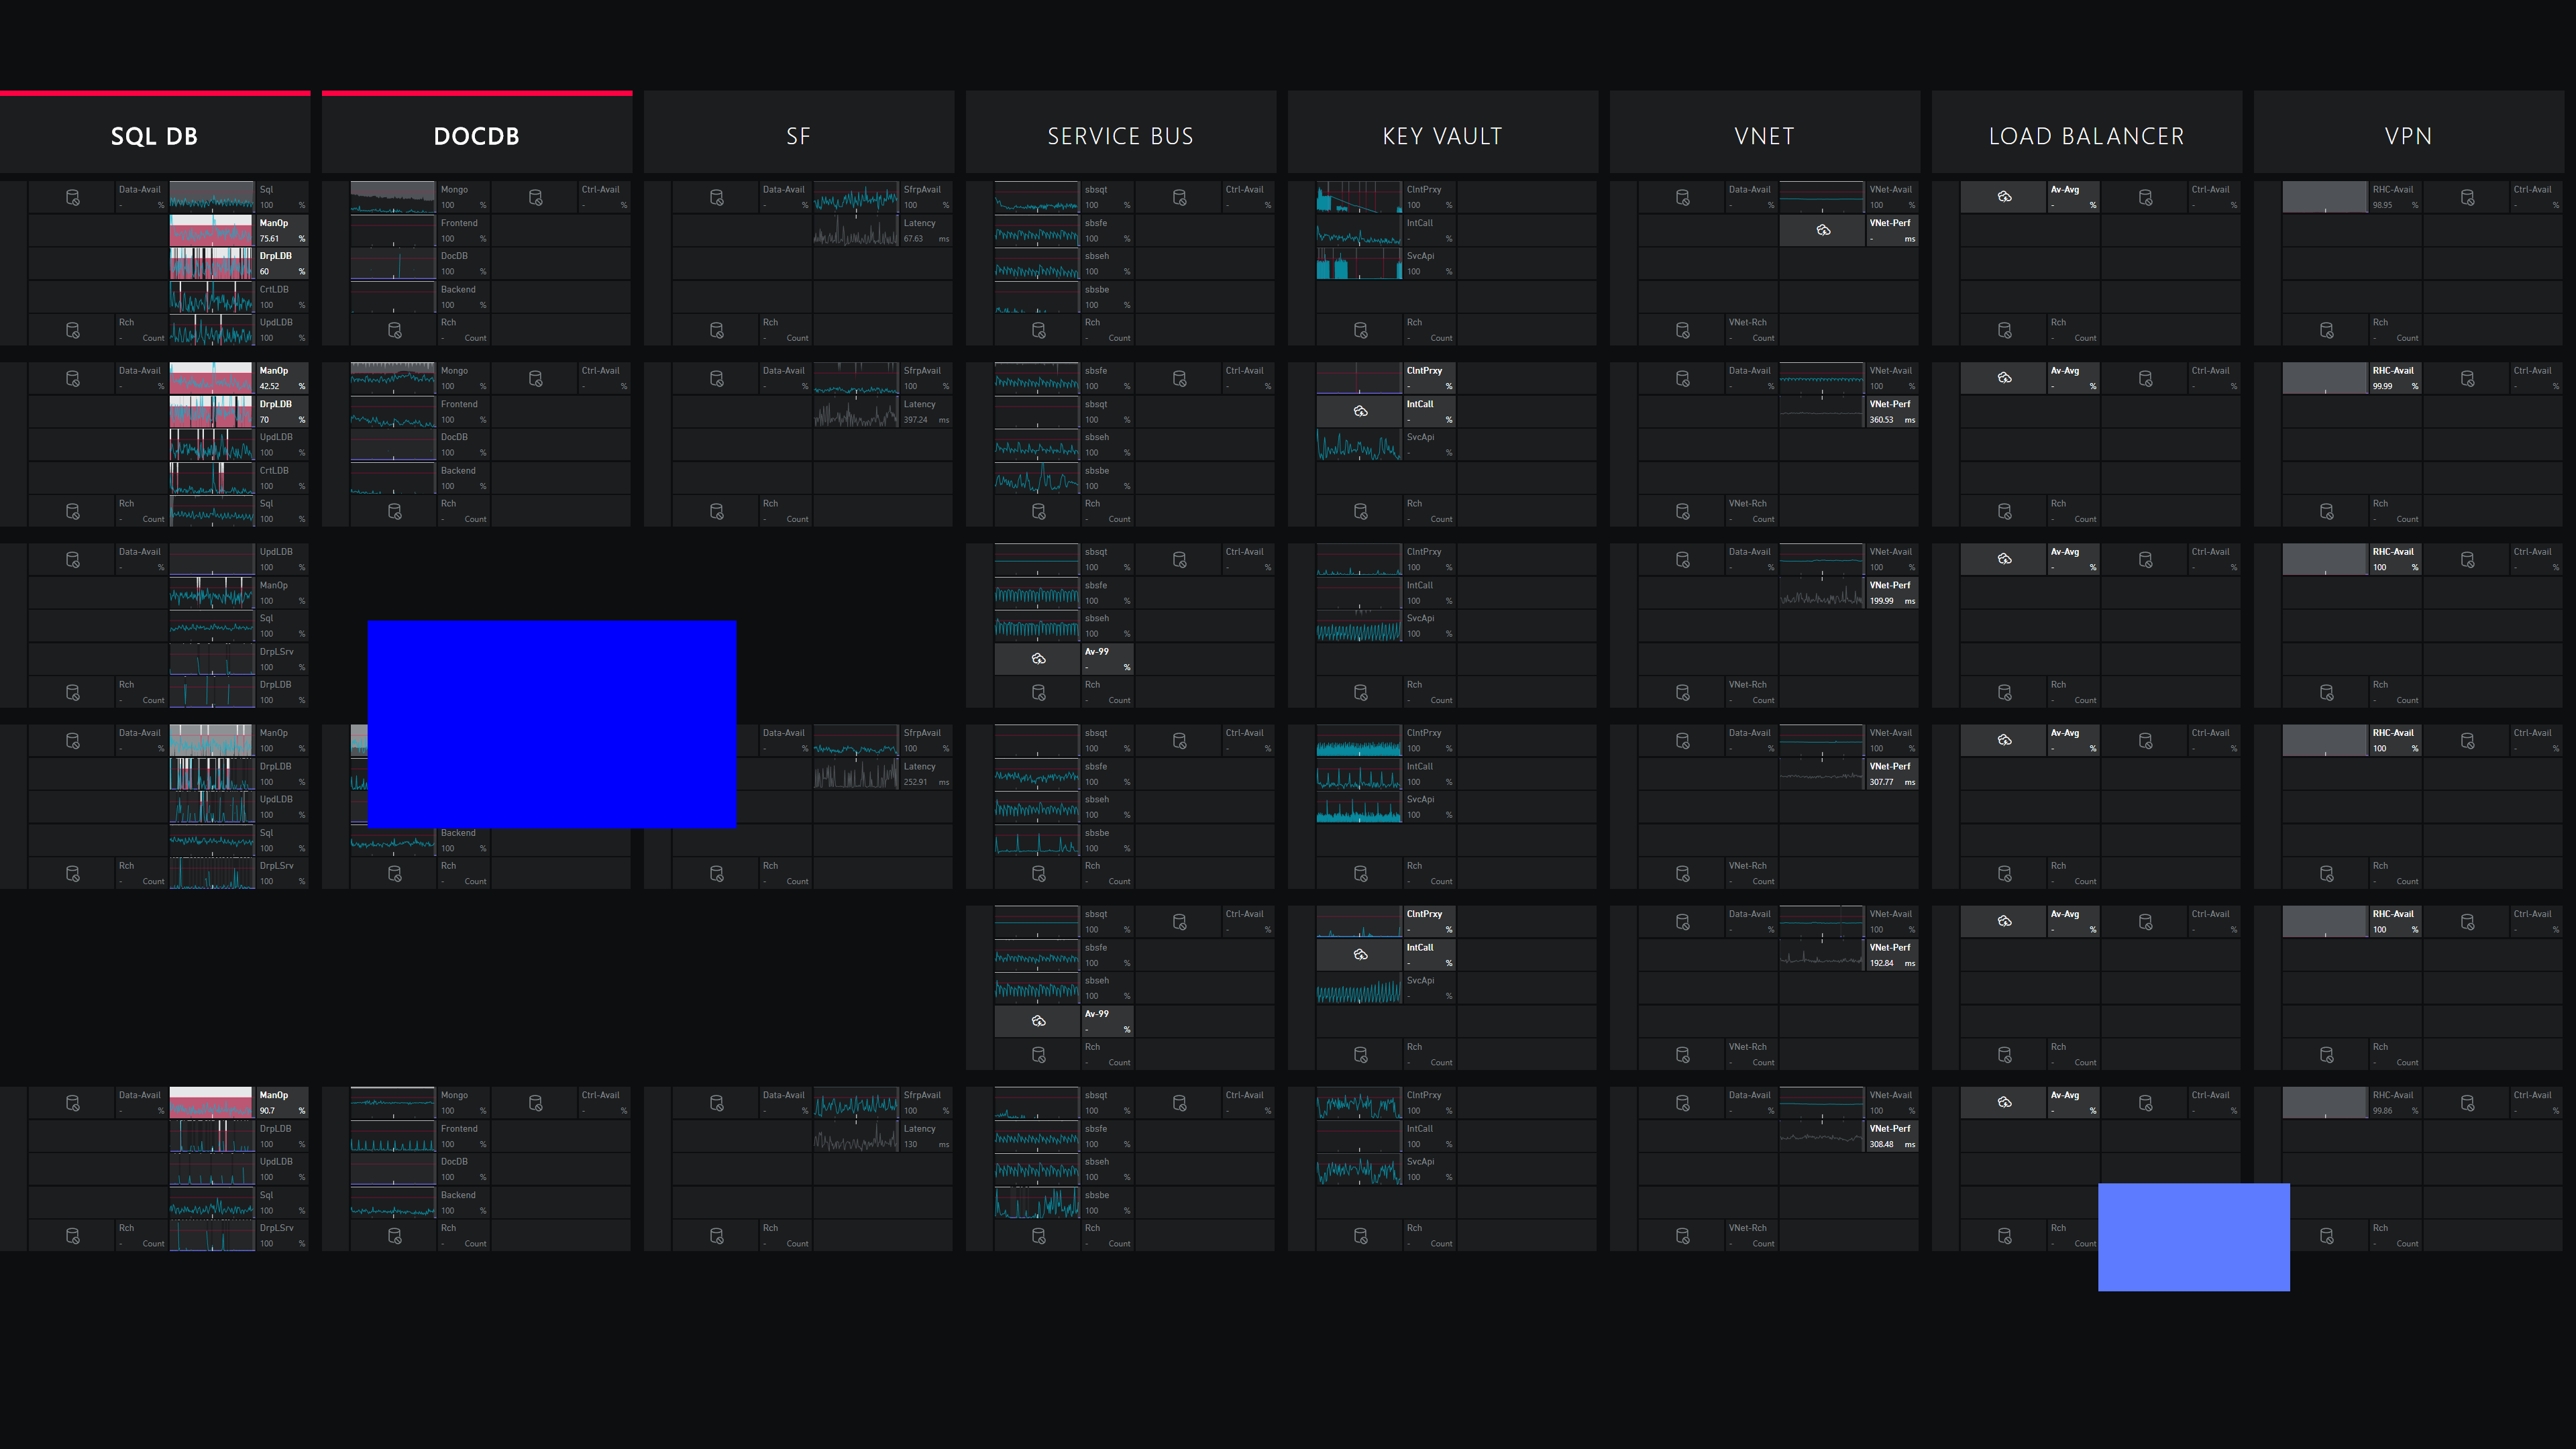 SQL DB DOCDB SF SERVICE BUS KEY VAULT VNET LOAD BALANCER VPN
Data-Avail Sql Mongo Ctrl-Avail Data-Avail SfrpAvail sbsqt Ctrl-Avail ClntPrxy Data-Avail VNet-Avail Av-Avg Ctrl-Avail RHC-Avail Ctrl-Avail
- % 100 % 100 % - % - % 100 % 100 % - % 100 % - % 100 % - % - % 98.95 % - %
ManOp Frontend Latency sbsfe IntCall VNet-Perf
75.61 % 100 % 67.63 ms 100 % - % - ms
DrpLDB DocDB sbseh SvcApi
60 % 100 % 100 % 100 %
CrtLDB Backend sbsbe
100 % 100 % 100 %
Rch UpdLDB Rch Rch Rch Rch VNet-Rch Rch Rch
- Count 100 % - Count - Count - Count - Count - Count - Count - Count
Data-Avail ManOp Mongo Ctrl-Avail Data-Avail SfrpAvail sbsfe Ctrl-Avail ClntPrxy Data-Avail VNet-Avail Av-Avg Ctrl-Avail RHC-Avail Ctrl-Avail
- % 42.52 % 100 % - % - % 100 % 100 % - % - % - % 100 % - % - % 99.99 % - %
DrpLDB Frontend Latency sbsqt IntCall VNet-Perf
70 % 100 % 397.24 ms 100 % - % 360.53 ms
UpdLDB DocDB sbseh SvcApi
100 % 100 % 100 % - %
CrtLDB Backend sbsbe
100 % 100 % 100 %
Rch Sql Rch Rch Rch Rch VNet-Rch Rch Rch
- Count 100 % - Count - Count - Count - Count - Count - Count - Count
Data-Avail UpdLDB sbsqt Ctrl-Avail ClntPrxy Data-Avail VNet-Avail Av-Avg Ctrl-Avail RHC-Avail Ctrl-Avail
- % 100 % 100 % - % 100 % - % 100 % - % - % 100 % - %
ManOp sbsfe IntCall VNet-Perf
100 % 100 % 100 % 199.99 ms
Sql sbseh SvcApi
100 % 100 % 100 %
DrpLSrv Av-99
100 % - %
Rch DrpLDB Rch Rch VNet-Rch Rch Rch
- Count 100 % - Count - Count - Count - Count - Count
Data-Avail ManOp Data-Avail SfrpAvail sbsqt Ctrl-Avail ClntPrxy Data-Avail VNet-Avail Av-Avg Ctrl-Avail RHC-Avail Ctrl-Avail
- % 100 % - % 100 % 100 % - % 100 % - % 100 % - % - % 100 % - %
DrpLDB Latency sbsfe IntCall VNet-Perf
100 % 252.91 ms 100 % 100 % 307.77 ms
UpdLDB sbseh SvcApi
100 % 100 % 100 %
Sql Backend sbsbe
100 % 100 % 100 %
Rch DrpLSrv Rch Rch Rch Rch VNet-Rch Rch Rch
- Count 100 % - Count - Count - Count - Count - Count - Count - Count
sbsqt Ctrl-Avail ClntPrxy Data-Avail VNet-Avail Av-Avg Ctrl-Avail RHC-Avail Ctrl-Avail
100 % - % - % - % 100 % - % - % 100 % - %
sbsfe IntCall VNet-Perf
100 % - % 192.84 ms
sbseh SvcApi
100 % - %
Av-99
- %
Rch Rch VNet-Rch Rch Rch
- Count - Count - Count - Count - Count
Data-Avail ManOp Mongo Ctrl-Avail Data-Avail SfrpAvail sbsqt Ctrl-Avail ClntPrxy Data-Avail VNet-Avail Av-Avg Ctrl-Avail RHC-Avail Ctrl-Avail
- % 90.7 % 100 % - % - % 100 % 100 % - % 100 % - % 100 % - % - % 99.86 % - %
DrpLDB Frontend Latency sbsfe IntCall VNet-Perf
100 % 100 % 130 ms 100 % 100 % 308.48 ms
UpdLDB DocDB sbseh SvcApi
100 % 100 % 100 % 100 %
Sql Backend sbsbe
100 % 100 % 100 %
Rch DrpLSrv Rch Rch Rch Rch VNet-Rch Rch Rch
- Count 100 % - Count - Count - Count - Count - Count - Count - Count